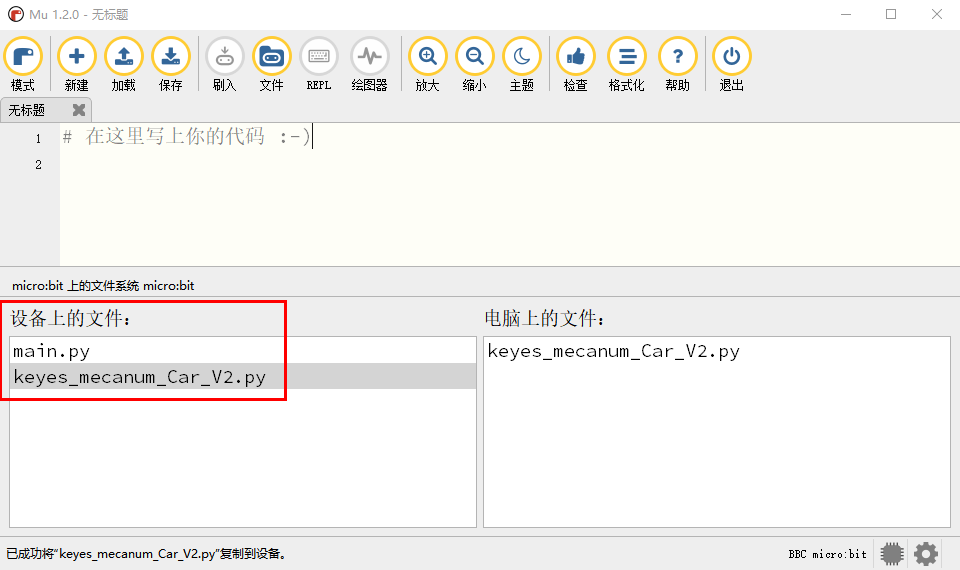 Mu 1.2.0 - 无标题
模式 新建 加载 保存 刷入 文件 REPL 绘图器 放大 缩小 主题 检查 格式化 帮助 退出
无标题
1 # 在这里写上你的代码 :-)
2
micro:bit 上的文件系统 micro:bit
设备上的文件: 电脑上的文件:
main.py keyes_mecanum_Car_V2.py
keyes_mecanum_Car_V2.py
已成功将"keyes_mecanum_Car_V2.py"复制到设备。 BBC micro:bit